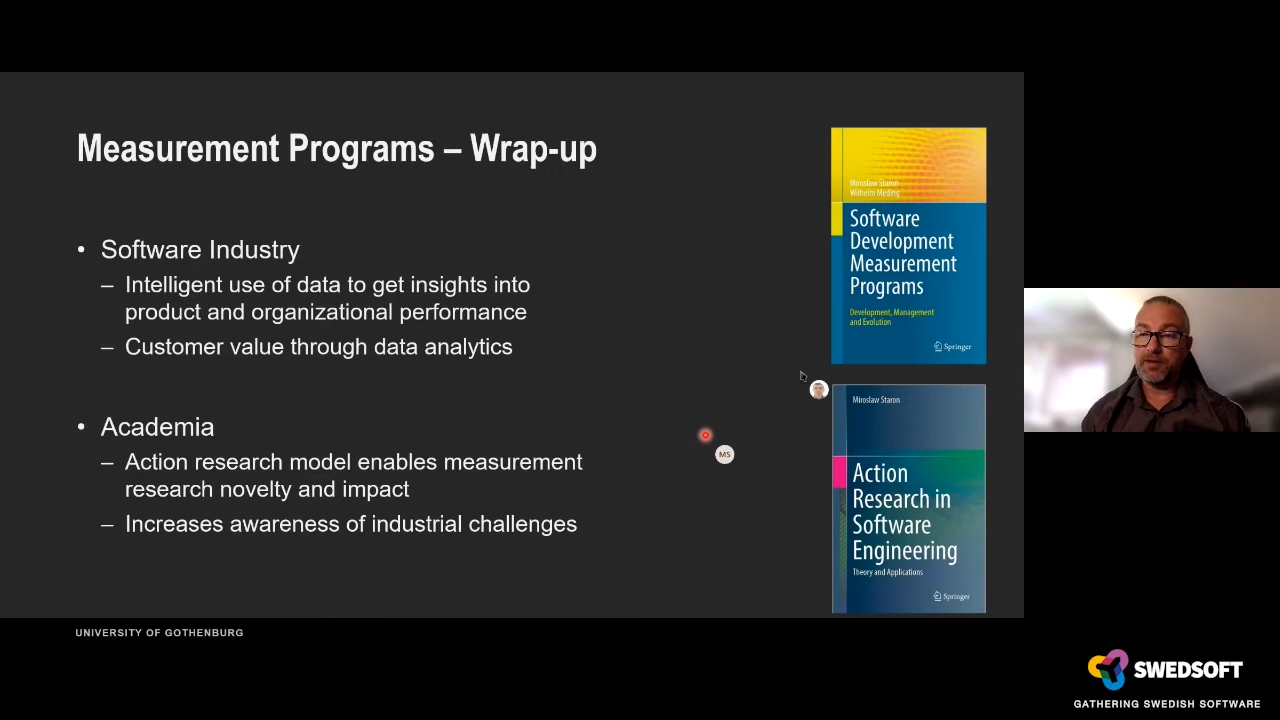 Measurement Programs – Wrap-up
• Software Industry
– Intelligent use of data to get insights into
product and organizational performance
– Customer value through data analytics
• Academia
– Action research model enables measurement
research novelty and impact
– Increases awareness of industrial challenges
Miroslaw Staron
Wilhelm Meding
Software
Development
Measurement
Programs
Development, Management
and Evolution
Springer
MS
Miroslaw Staron
Action
Research in
Software
Engineering
Theory and Applications
Springer
UNIVERSITY OF GOTHENBURG
SWEDSOFT
GATHERING SWEDISH SOFTWARE